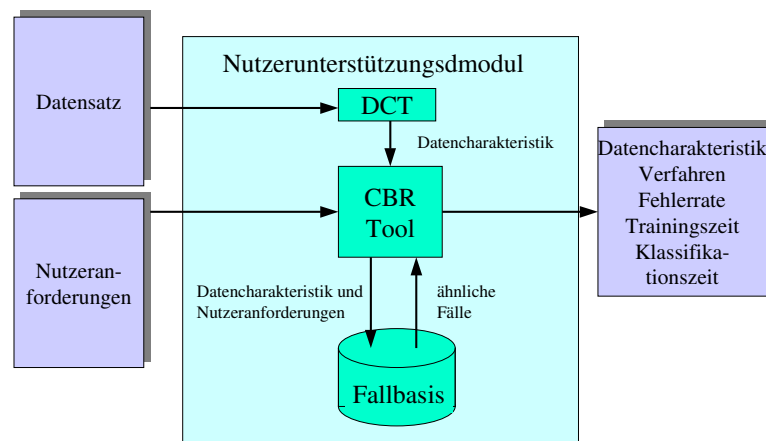 Nutzerunterstützungsdmodul
Datensatz
DCT
Datencharakteristik
CBR
Tool
Datencharakteristik
Verfahren
Fehlerrate
Trainingszeit
Klassifika-
tionszeit
Nutzeran-
forderungen
Datencharakteristik und
Nutzeranforderungen
ähnliche
Fälle
Fallbasis